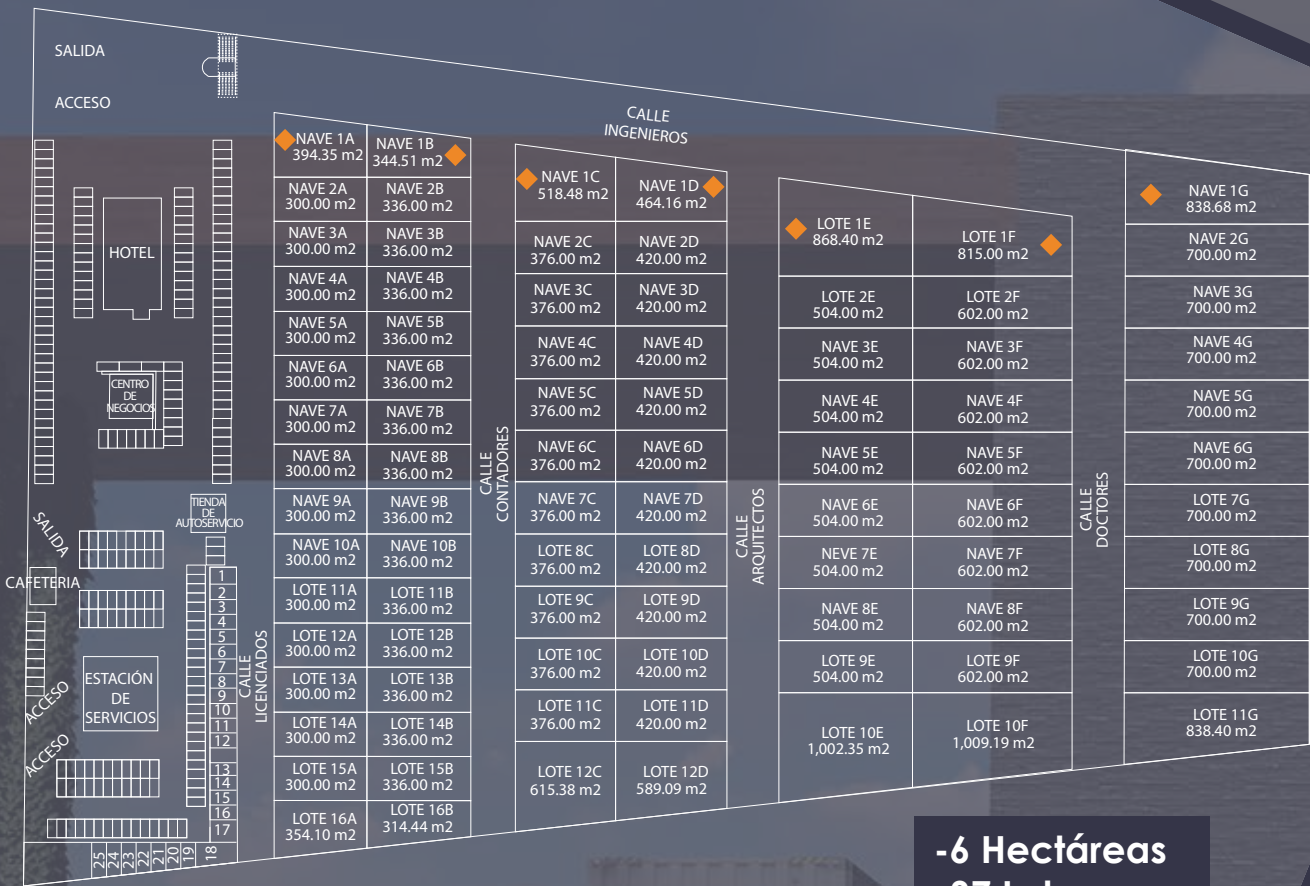 SALIDA
ACCESO
HOTEL
CENTRO
DE
NEGOCIOS
TIENDA
DE
AUTOSERVICIO
SALIDA
CAFETERIA
ESTACIÓN
DE
SERVICIOS
ACCESO
ACCESO
1
2
3
4
5
6
7
8
9
10
11
12
13
14
15
16
17
25
24
23
22
21
20
19
18
CALLE
LICENCIADOS
NAVE 1A
394.35 m2
NAVE 2A
300.00 m2
NAVE 3A
300.00 m2
NAVE 4A
300.00 m2
NAVE 5A
300.00 m2
NAVE 6A
300.00 m2
NAVE 7A
300.00 m2
NAVE 8A
300.00 m2
NAVE 9A
300.00 m2
NAVE 10A
300.00 m2
LOTE 11A
300.00 m2
LOTE 12A
300.00 m2
LOTE 13A
300.00 m2
LOTE 14A
300.00 m2
LOTE 15A
300.00 m2
LOTE 16A
354.10 m2
NAVE 1B
344.51 m2
NAVE 2B
336.00 m2
NAVE 3B
336.00 m2
NAVE 4B
336.00 m2
NAVE 5B
336.00 m2
NAVE 6B
336.00 m2
NAVE 7B
336.00 m2
NAVE 8B
336.00 m2
NAVE 9B
336.00 m2
NAVE 10B
336.00 m2
LOTE 11B
336.00 m2
LOTE 12B
336.00 m2
LOTE 13B
336.00 m2
LOTE 14B
336.00 m2
LOTE 15B
336.00 m2
LOTE 16B
314.44 m2
CALLE
CONTADORES
CALLE
INGENIEROS
NAVE 1C
518.48 m2
NAVE 2C
376.00 m2
NAVE 3C
376.00 m2
NAVE 4C
376.00 m2
NAVE 5C
376.00 m2
NAVE 6C
376.00 m2
NAVE 7C
376.00 m2
LOTE 8C
376.00 m2
LOTE 9C
376.00 m2
LOTE 10C
376.00 m2
LOTE 11C
376.00 m2
LOTE 12C
615.38 m2
NAVE 1D
464.16 m2
NAVE 2D
420.00 m2
NAVE 3D
420.00 m2
NAVE 4D
420.00 m2
NAVE 5D
420.00 m2
NAVE 6D
420.00 m2
NAVE 7D
420.00 m2
LOTE 8D
420.00 m2
LOTE 9D
420.00 m2
LOTE 10D
420.00 m2
LOTE 11D
420.00 m2
LOTE 12D
589.09 m2
CALLE
ARQUITECTOS
LOTE 1E
868.40 m2
LOTE 2E
504.00 m2
NAVE 3E
504.00 m2
NAVE 4E
504.00 m2
NAVE 5E
504.00 m2
NAVE 6E
504.00 m2
NEVE 7E
504.00 m2
NAVE 8E
504.00 m2
LOTE 9E
504.00 m2
LOTE 10E
1,002.35 m2
LOTE 1F
815.00 m2
LOTE 2F
602.00 m2
NAVE 3F
602.00 m2
NAVE 4F
602.00 m2
NAVE 5F
602.00 m2
NAVE 6F
602.00 m2
NAVE 7F
602.00 m2
NAVE 8F
602.00 m2
LOTE 9F
602.00 m2
LOTE 10F
1,009.19 m2
CALLE
DOCTORES
NAVE 1G
838.68 m2
NAVE 2G
700.00 m2
NAVE 3G
700.00 m2
NAVE 4G
700.00 m2
NAVE 5G
700.00 m2
NAVE 6G
700.00 m2
LOTE 7G
700.00 m2
LOTE 8G
700.00 m2
LOTE 9G
700.00 m2
LOTE 10G
700.00 m2
LOTE 11G
838.40 m2
-6 Hectáreas